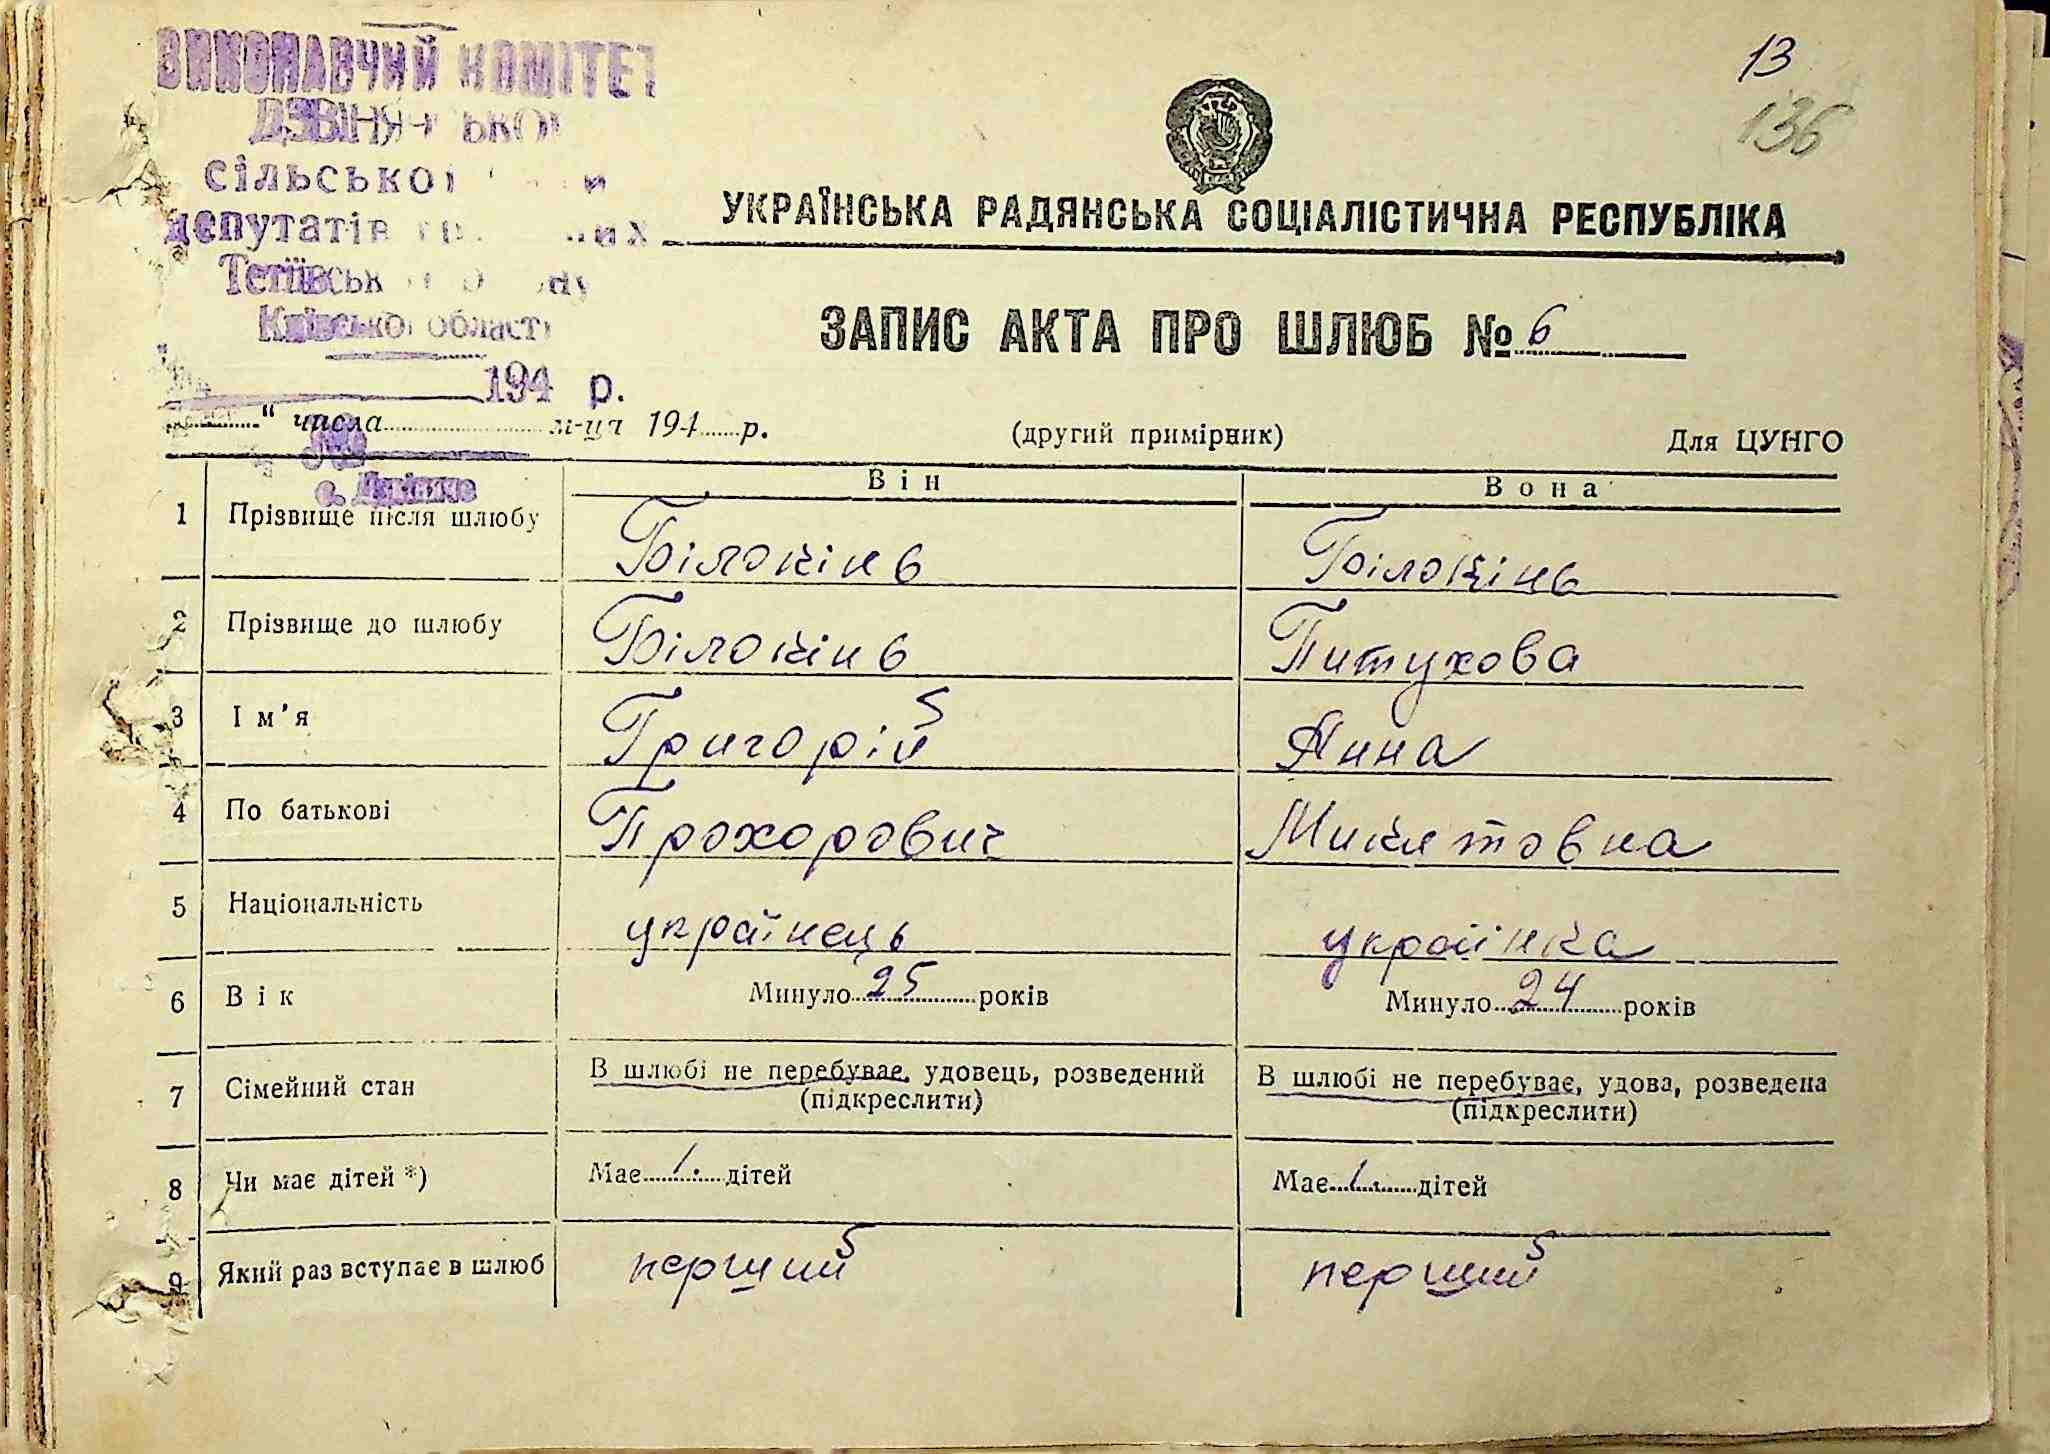 13
136
ВИКОНАВЧИЙ КОМІТЕТ
сільської
депутатів
Київської області
194 р.
№
УКРАЇНСЬКА РАДЯНСЬКА СОЦІАЛІСТИЧНА РЕСПУБЛІКА
ЗАПИС АКТА ПРО ШЛЮБ № 6
" числа м-ця 194 р.
(другий примірник)
Для ЦУНГО
Він Вона
1 Прізвище після шлюбу Білокінь Білокінь
2 Прізвище до шлюбу Білокінь Питухова
3 Ім'я Григорій Яина
4 По батькові Прохорович Микитовна
5 Національність українець українка
6 Вік Минуло 25 років Минуло 24 років
7 Сімейний стан В шлюбі не перебуває, удовець, розведений В шлюбі не перебуває, удова, розведена
(підкреслити) (підкреслити)
8 Чи має дітей *) Має 1. дітей Має 1. дітей
9 Який раз вступає в шлюб перший перший